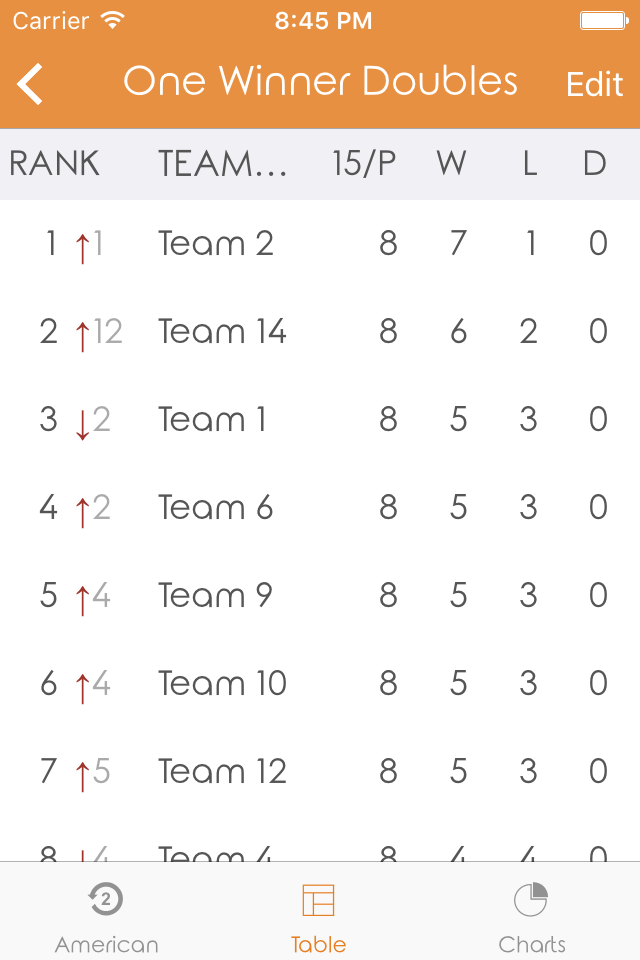 Carrier 8:45 PM
One Winner Doubles Edit
RANK TEAM... 15/P W L D
1 ↑1 Team 2 8 7 1 0
2 ↑12 Team 14 8 6 2 0
3 ↓2 Team 1 8 5 3 0
4 ↑2 Team 6 8 5 3 0
5 ↑4 Team 9 8 5 3 0
6 ↑4 Team 10 8 5 3 0
7 ↑5 Team 12 8 5 3 0
8 ↓4 Team 4 8 4 4 0
2
American Table Charts